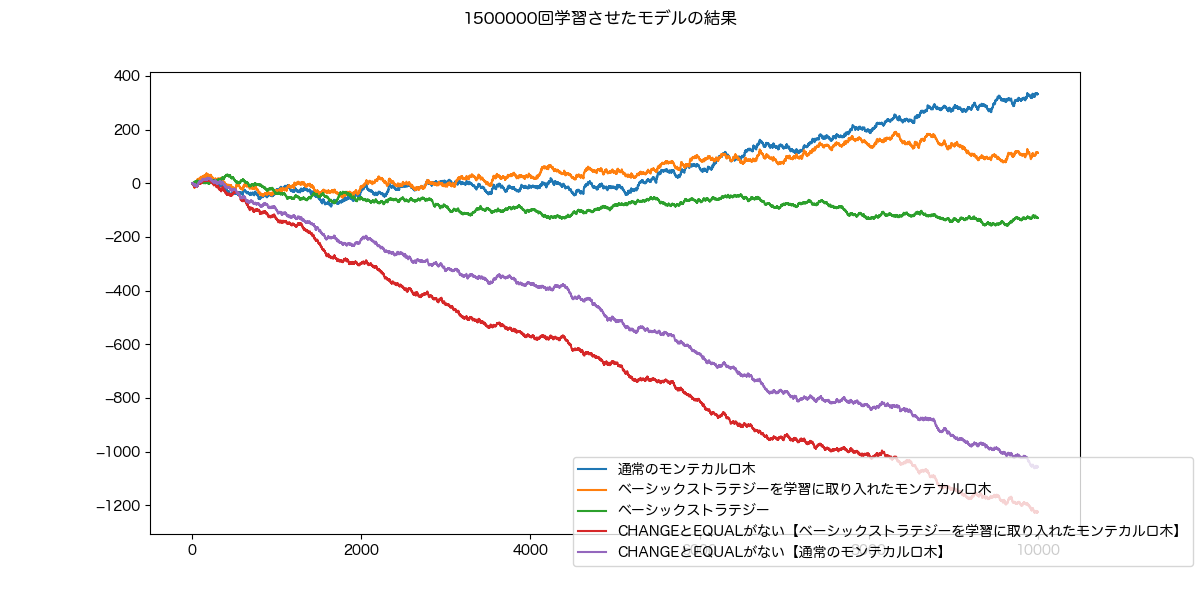 1500000回学習させたモデルの結果
400
200
0
−200
−400
−600
−800
−1000
−1200
0
2000
4000
10000
通常のモンテカルロ木
ベーシックストラテジーを学習に取り入れたモンテカルロ木
ベーシックストラテジー
CHANGEとEQUALがない【ベーシックストラテジーを学習に取り入れたモンテカルロ木】
CHANGEとEQUALがない【通常のモンテカルロ木】